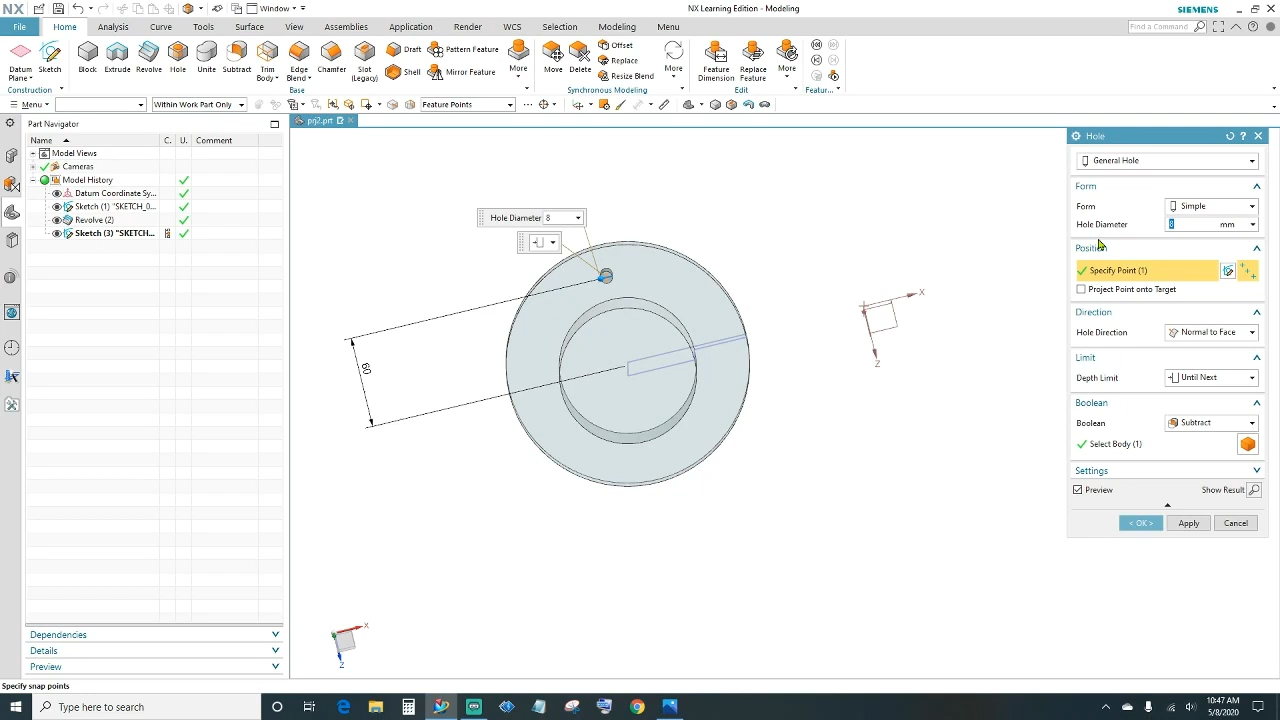 NX
Window
NX Learning Edition - Modeling
SIEMENS
File
Home
Analysis
Curve
Tools
Surface
View
Assemblies
Application
Render
WCS
Selection
Modeling
Menu
Find a Command
Datum Plane
Sketch
Block
Extrude
Revolve
Hole
Unite
Subtract
Trim Body
Edge Blend
Chamfer
Slot (Legacy)
Draft
Shell
Pattern Feature
Mirror Feature
More
Move
Delete
Offset
Replace
Resize Blend
More
Feature Dimension
Replace Feature
More
Construction
Base
Synchronous Modeling
Edit
Featur...
Menu
Within Work Part Only
Feature Points
Part Navigator
prj2.prt
Name
C.
U.
Comment
Model Views
Cameras
Model History
Datum Coordinate Sy...
Sketch (1) "SKETCH_0...
Revolve (2)
Sketch (3) "SKETCH...
Hole Diameter 8
60
X
Z
X
Z
Hole
General Hole
Form
Form
Simple
Hole Diameter
8
mm
Position
Specify Point (1)
Project Point onto Target
Direction
Hole Direction
Normal to Face
Limit
Depth Limit
Until Next
Boolean
Boolean
Subtract
Select Body (1)
Settings
Preview
Show Result
< OK >
Apply
Cancel
Dependencies
Details
Preview
Specify snap points
Type here to search
10:47 AM
5/8/2020